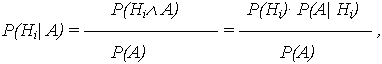 P(Hᵢ| A) = P(Hᵢ∧ A) / P(A) = P(Hᵢ)· P(A| Hᵢ) / P(A) ,